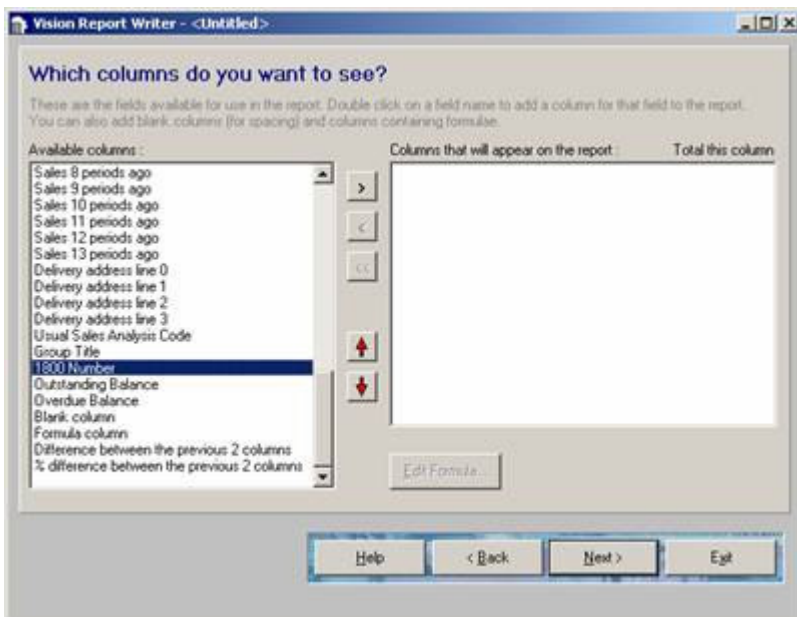 Vision Report Writer - <Untitled>
Which columns do you want to see?
These are the fields available for use in the report. Double click on a field name to add a column for that field to the report.
You can also add blank columns (for spacing) and columns containing formulae.
Available columns :
Columns that will appear on the report :
Total this column
Sales 8 periods ago
Sales 9 periods ago
Sales 10 periods ago
Sales 11 periods ago
Sales 12 periods ago
Sales 13 periods ago
Delivery address line 0
Delivery address line 1
Delivery address line 2
Delivery address line 3
Usual Sales Analysis Code
Group Title
1800 Number
Outstanding Balance
Overdue Balance
Blank column
Formula column
Difference between the previous 2 columns
% difference between the previous 2 columns
>
<
<<
Edit Formula...
Help
< Back
Next >
Exit